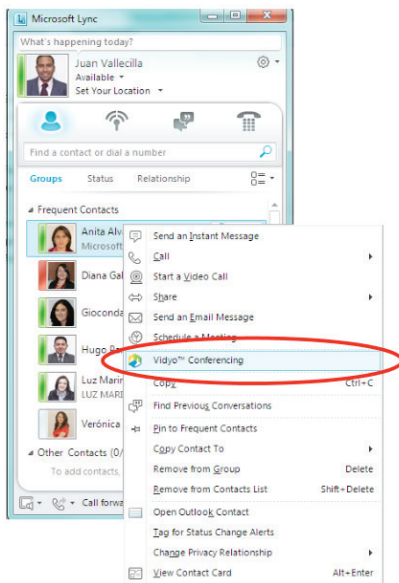 Microsoft Lync
What's happening today?
Juan Vallecilla
Available
Set Your Location
Find a contact or dial a number
Groups Status Relationship
Frequent Contacts
Anita Alv
Microsoft
Send an Instant Message
Call
Diana Gal
Start a Video Call
Share
Gioconda
Send an Email Message
Schedule a Meeting
Hugo
Vidyo™ Conferencing
Luz Marin
Copy Ctrl+C
LUZ MARI
Find Previous Conversations
Verónica
Pin to Frequent Contacts
Other Contacts (0/
Copy Contact To
To add contacts,
Remove from Group Delete
Remove from Contacts List Shift+Delete
Call forwa
Open Outlook Contact
Tag for Status Change Alerts
Change Privacy Relationship
View Contact Card Alt+Enter